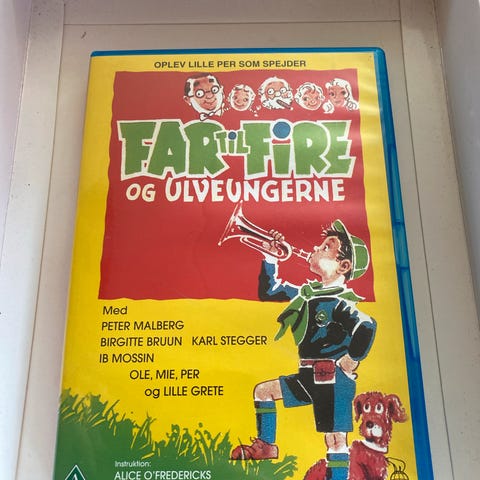 OPLEV LILLE PER SOM SPEJDER
FAR TIL FIRE
OG ULVEUNGERNE
Med
PETER MALBERG
BIRGITTE BRUUN KARL STEGGER
IB MOSSIN
OLE, MIE, PER
og LILLE GRETE
Instruktion:
ALICE O'FREDERICKS
A